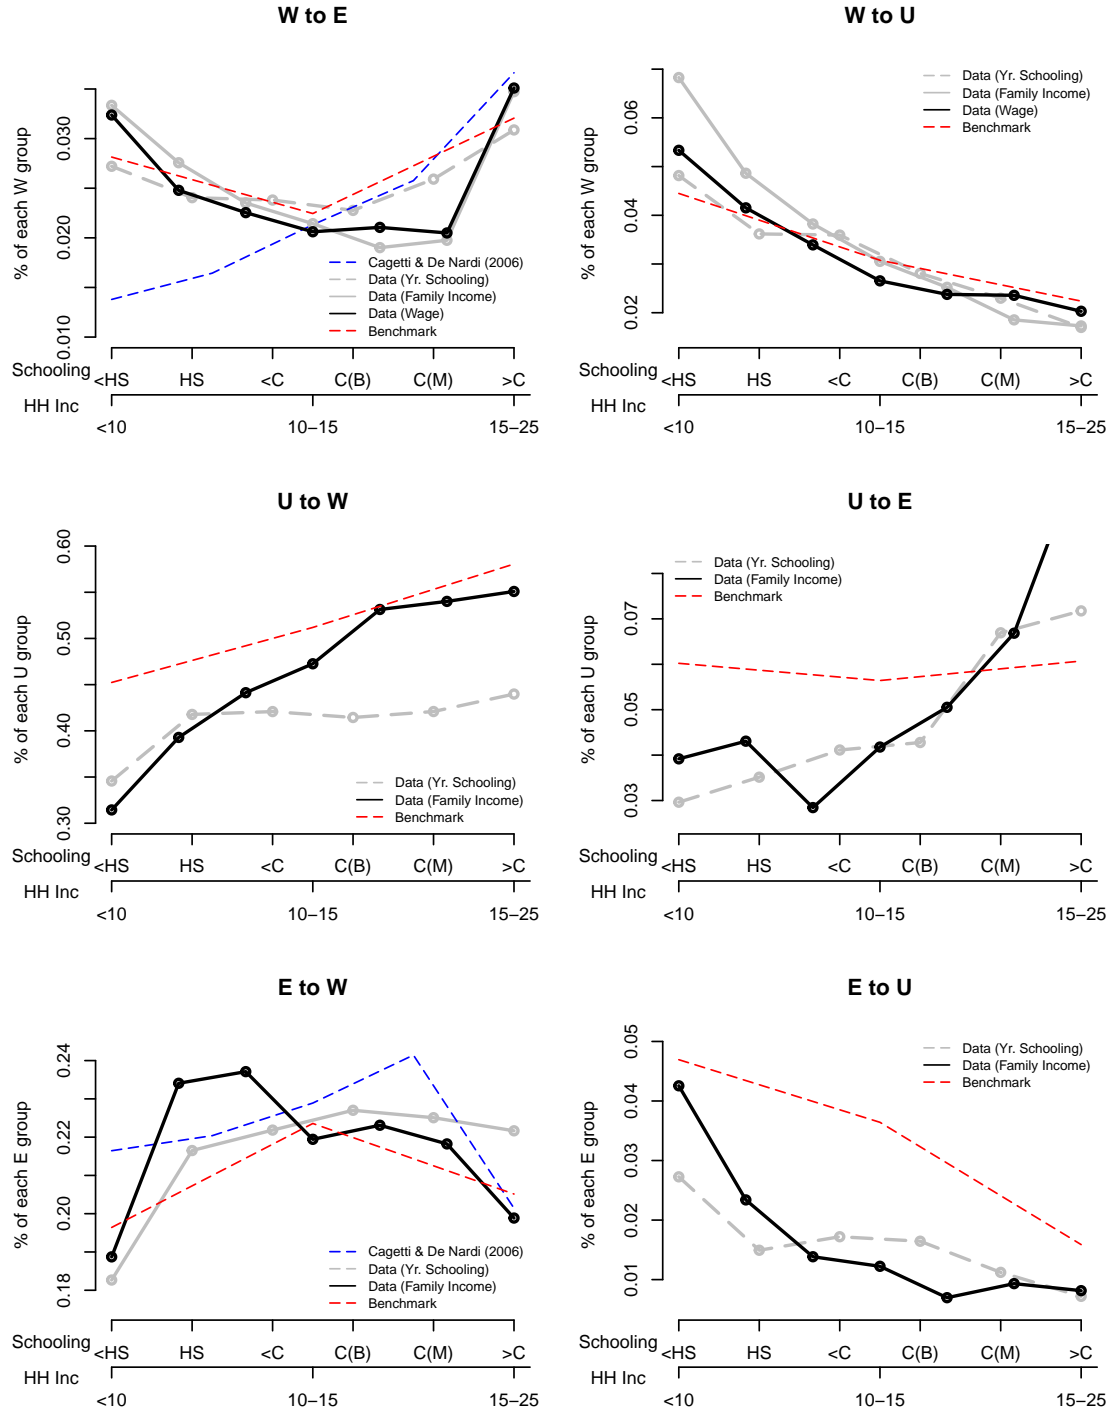 W to E
% of each W group
0.010 0.020 0.030
Cagetti & De Nardi (2006)
Data (Yr. Schooling)
Data (Family Income)
Data (Wage)
Benchmark
Schooling
<HS HS <C C(B) C(M) >C
HH Inc
<10 10−15 15−25
W to U
% of each W group
0.02 0.04 0.06
Data (Yr. Schooling)
Data (Family Income)
Data (Wage)
Benchmark
Schooling
<HS HS <C C(B) C(M) >C
HH Inc
<10 10−15 15−25
U to W
% of each U group
0.30 0.40 0.50 0.60
Data (Yr. Schooling)
Data (Family Income)
Benchmark
Schooling
<HS HS <C C(B) C(M) >C
HH Inc
<10 10−15 15−25
U to E
% of each U group
0.03 0.05 0.07
Data (Yr. Schooling)
Data (Family Income)
Benchmark
Schooling
<HS HS <C C(B) C(M) >C
HH Inc
<10 10−15 15−25
E to W
% of each E group
0.18 0.20 0.22 0.24
Cagetti & De Nardi (2006)
Data (Yr. Schooling)
Data (Family Income)
Benchmark
Schooling
<HS HS <C C(B) C(M) >C
HH Inc
<10 10−15 15−25
E to U
% of each E group
0.01 0.02 0.03 0.04 0.05
Data (Yr. Schooling)
Data (Family Income)
Benchmark
Schooling
<HS HS <C C(B) C(M) >C
HH Inc
<10 10−15 15−25